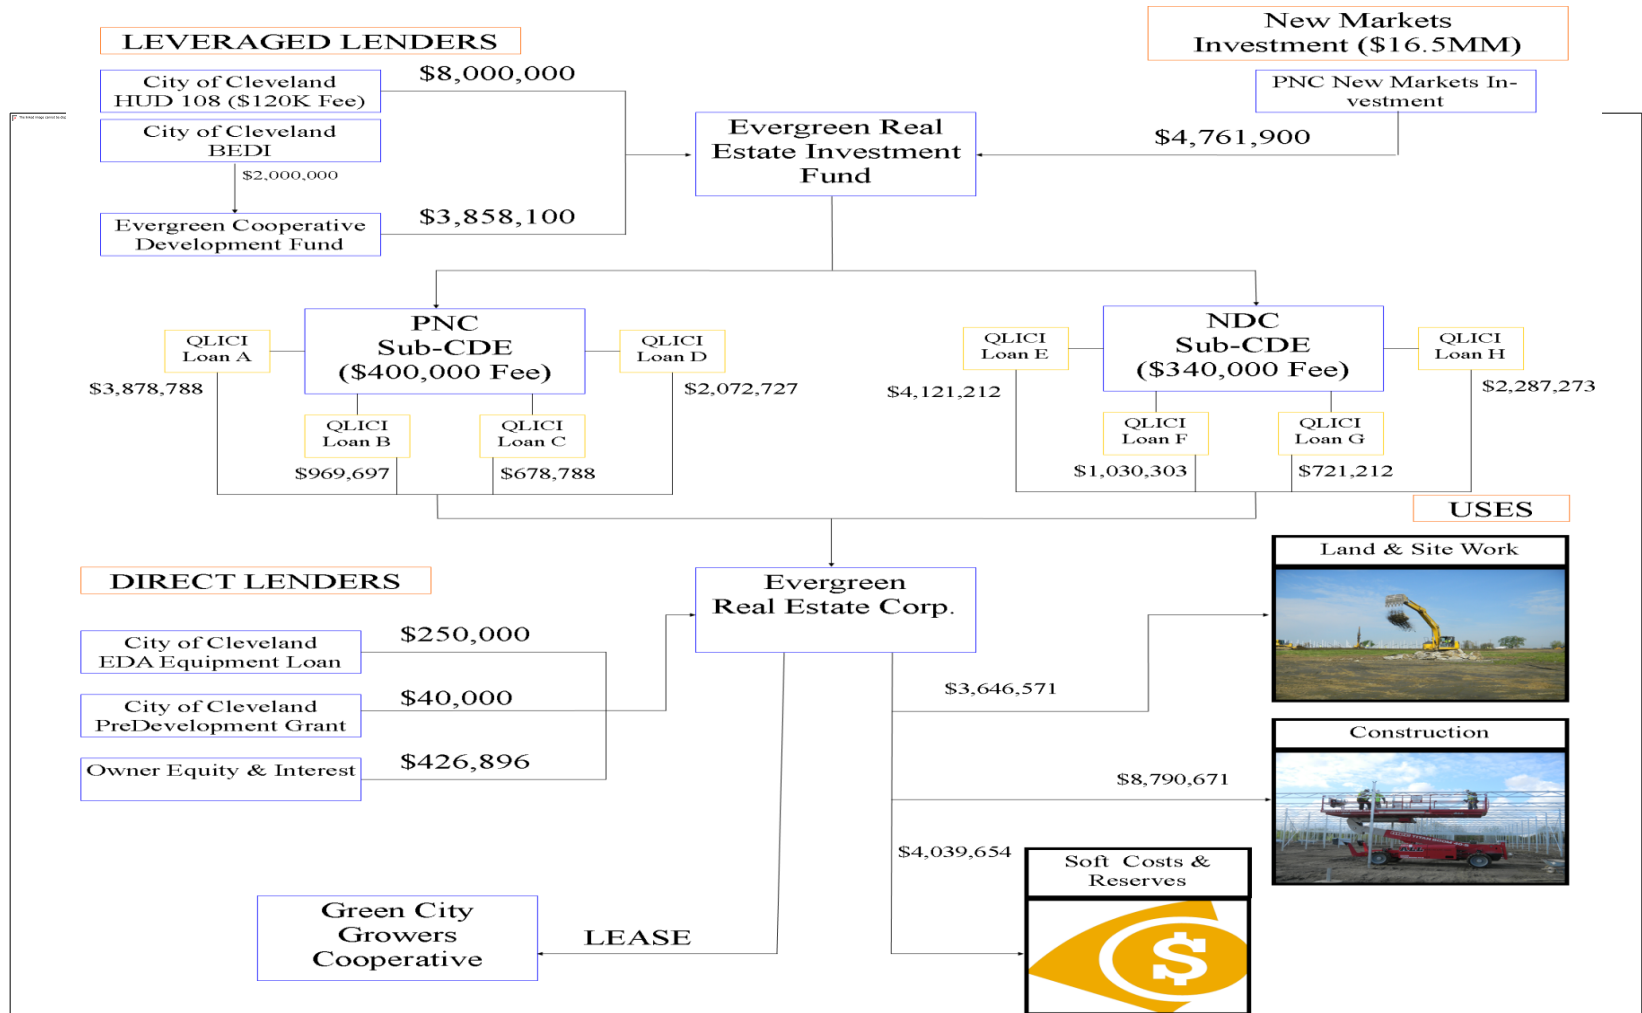 New Markets
Investment ($16.5MM)
LEVERAGED LENDERS
City of Cleveland
HUD 108 ($120K Fee)
$8,000,000
PNC New Markets In-
vestment
City of Cleveland
BEDI
$2,000,000
Evergreen Real
Estate Investment
Fund
$4,761,900
Evergreen Cooperative
Development Fund
$3,858,100
PNC
Sub-CDE
($400,000 Fee)
QLICI
Loan A
$3,878,788
QLICI
Loan B
$969,697
QLICI
Loan C
$678,788
QLICI
Loan D
$2,072,727
NDC
Sub-CDE
($340,000 Fee)
QLICI
Loan E
$4,121,212
QLICI
Loan F
$1,030,303
QLICI
Loan G
$721,212
QLICI
Loan H
$2,287,273
USES
Land & Site Work
DIRECT LENDERS
Evergreen
Real Estate Corp.
City of Cleveland
EDA Equipment Loan
$250,000
City of Cleveland
PreDevelopment Grant
$40,000
Owner Equity & Interest
$426,896
$3,646,571
Construction
$8,790,671
$4,039,654
Soft Costs &
Reserves
$
Green City
Growers
Cooperative
LEASE